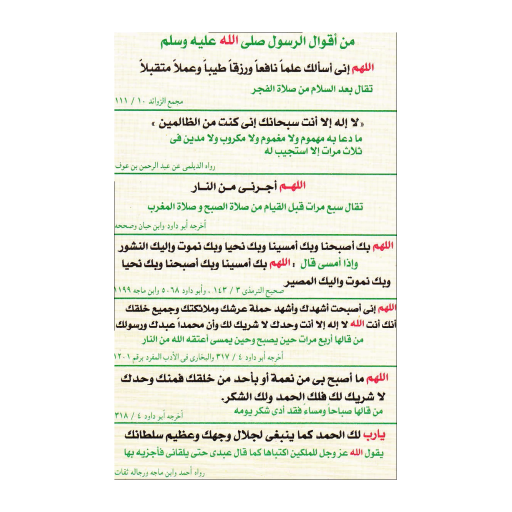 من أقوال الرسول صلى الله عليه وسلم
اللهم إنى أسألك علماً نافعاً ورزقاً طيباً وعملاً متقبلاً
تقال بعد السلام من صلاة الفجر
مجمع الزوائد ١٠ / ١١١
« لا إله إلا أنت سبحانك إنى كنت من الظالمين »
ما دعا به مهموم ولا مغموم ولا مكروب ولا مدين فى
ثلاث مرات إلا استجيب له
رواه الديلمى عن عبد الرحمن بن عوف
اللهم أجرنى من النار
تقال سبع مرات قبل القيام من صلاة الصبح و صلاة المغرب
أخرجه أبو داود وابن حبان وصححه
اللهم بك أصبحنا وبك أمسينا وبك نحيا وبك نموت وإليك النشور
وإذا أمسى قال : اللهم بك أمسينا وبك أصبحنا وبك نحيا
وبك نموت واليك المصير
صحيح الترمذى ٣ / ١٤٣ ، وأبو داود ٥٠٦٨ وابن ماجه ١١٩٩
اللهم إنى أصبحت أشهدك وأشهد حملة عرشك وملائكتك وجميع خلقك
أنك أنت الله لا إله إلا أنت وحدك لا شريك لك وأن محمداً عبدك ورسولك
من قالها أربع مرات حين يصبح وحين يمسى أعتقه الله من النار
أخرجه أبو داود ٤ / ٣١٧ والبخارى فى الأدب المفرد برقم ١٢٠١
اللهم ما أصبح بى من نعمة أو بأحد من خلقك فمنك وحدك
لا شريك لك فلك الحمد ولك الشكر.
من قالها صباحاً ومساءً فقد أدى شكر يومه
أخرجه أبو داود ٤ / ٣١٨
يارب لك الحمد كما ينبغى لجلال وجهك وعظيم سلطانك
يقول الله عز وجل للملكين اكتباها كما قال عبدى حتى يلقانى فأجزيه بها
رواه أحمد وابن ماجه ورجاله ثقات